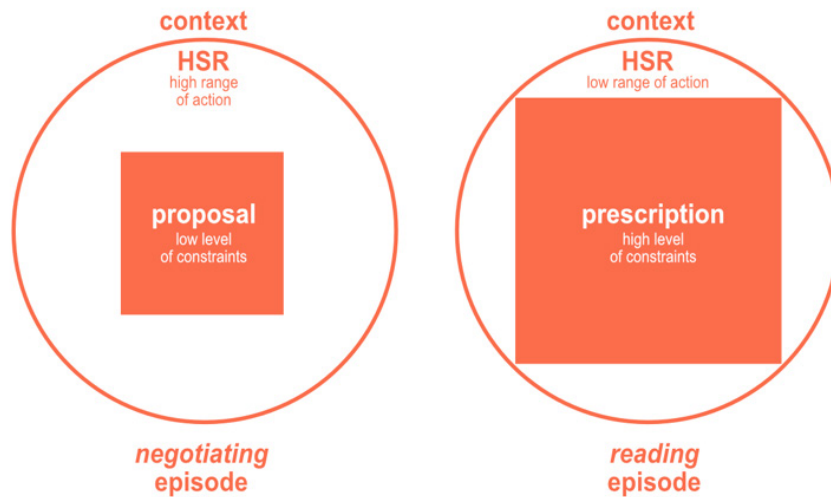 context
HSR
high range
of action
proposal
low level
of constraints
negotiating
episode
context
HSR
low range of action
prescription
high level
of constraints
reading
episode